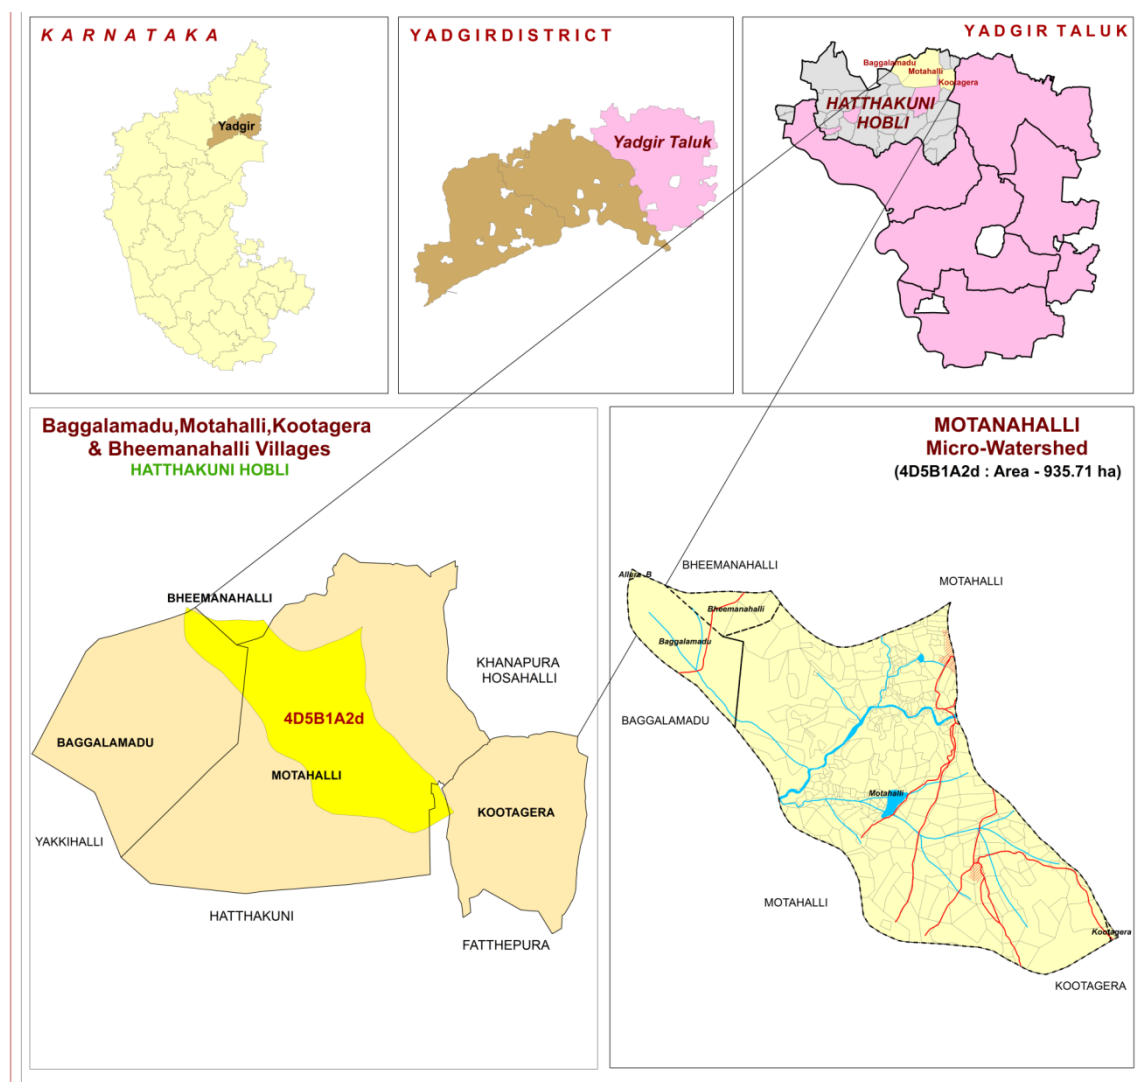 KARNATAKA
Yadgir
YADGIRDISTRICT
Yadgir Taluk
YADGIR TALUK
Baggalamadu
Motahalli
Kootagera
HATTHAKUNI
HOBLI
Baggalamadu,Motahalli,Kootagera
& Bheemanahalli Villages
HATTHAKUNI HOBLI
BHEEMANAHALLI
KHANAPURA
HOSAHALLI
4D5B1A2d
BAGGALAMADU
MOTAHALLI
KOOTAGERA
YAKKIHALLI
HATTHAKUNI
FATTHEPURA
MOTANAHALLI
Micro-Watershed
(4D5B1A2d : Area - 935.71 ha)
BHEEMANAHALLI
Allera B
MOTAHALLI
Bheemanahalli
Baggalamadu
BAGGALAMADU
Motahalli
MOTAHALLI
Kootagera
KOOTAGERA